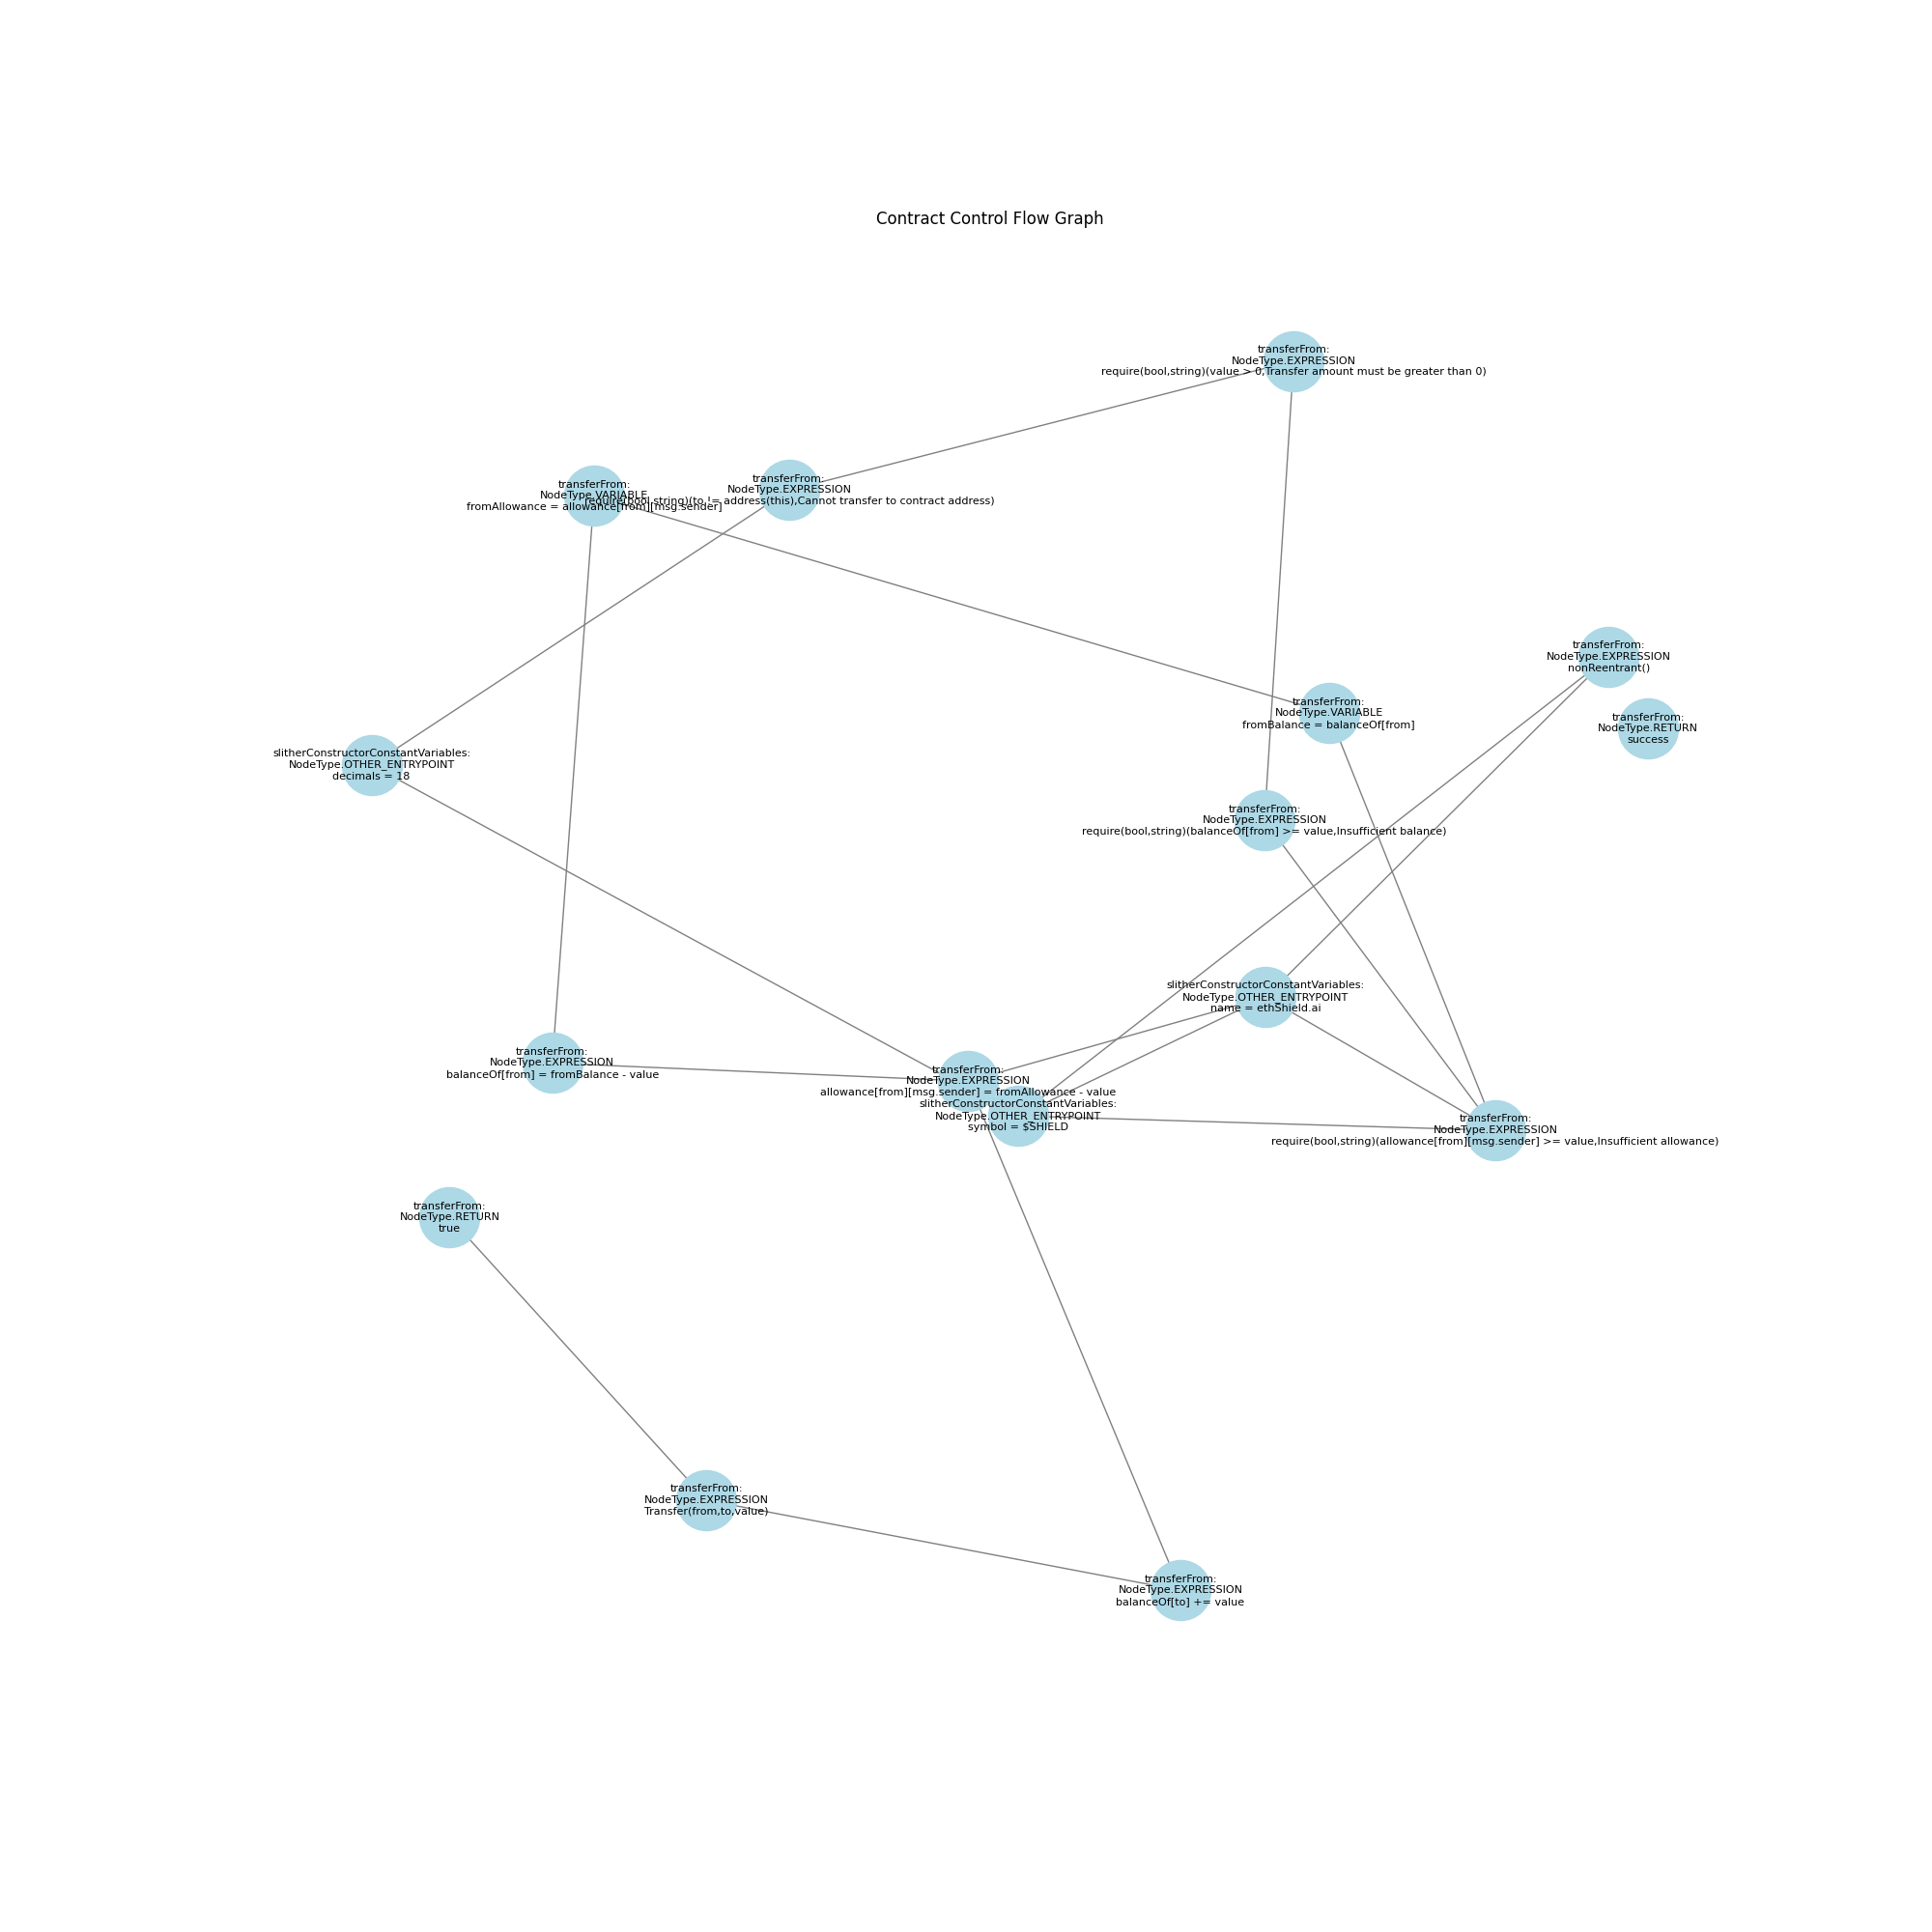 Contract Control Flow Graph
transferFrom:
NodeType.EXPRESSION
require(bool,string)(value > 0,Transfer amount must be greater than 0)
transferFrom:
NodeType.EXPRESSION
require(bool,string)(to != address(this),Cannot transfer to contract address)
transferFrom:
NodeType.VARIABLE
fromAllowance = allowance[from][msg.sender]
transferFrom:
NodeType.EXPRESSION
nonReentrant()
transferFrom:
NodeType.VARIABLE
fromBalance = balanceOf[from]
transferFrom:
NodeType.RETURN
success
slitherConstructorConstantVariables:
NodeType.OTHER_ENTRYPOINT
decimals = 18
transferFrom:
NodeType.EXPRESSION
require(bool,string)(balanceOf[from] >= value,Insufficient balance)
slitherConstructorConstantVariables:
NodeType.OTHER_ENTRYPOINT
name = ethShield.ai
transferFrom:
NodeType.EXPRESSION
balanceOf[from] = fromBalance - value
transferFrom:
NodeType.EXPRESSION
allowance[from][msg.sender] = fromAllowance - value
slitherConstructorConstantVariables:
NodeType.OTHER_ENTRYPOINT
symbol = $SHIELD
transferFrom:
NodeType.EXPRESSION
require(bool,string)(allowance[from][msg.sender] >= value,Insufficient allowance)
transferFrom:
NodeType.RETURN
true
transferFrom:
NodeType.EXPRESSION
Transfer(from,to,value)
transferFrom:
NodeType.EXPRESSION
balanceOf[to] += value